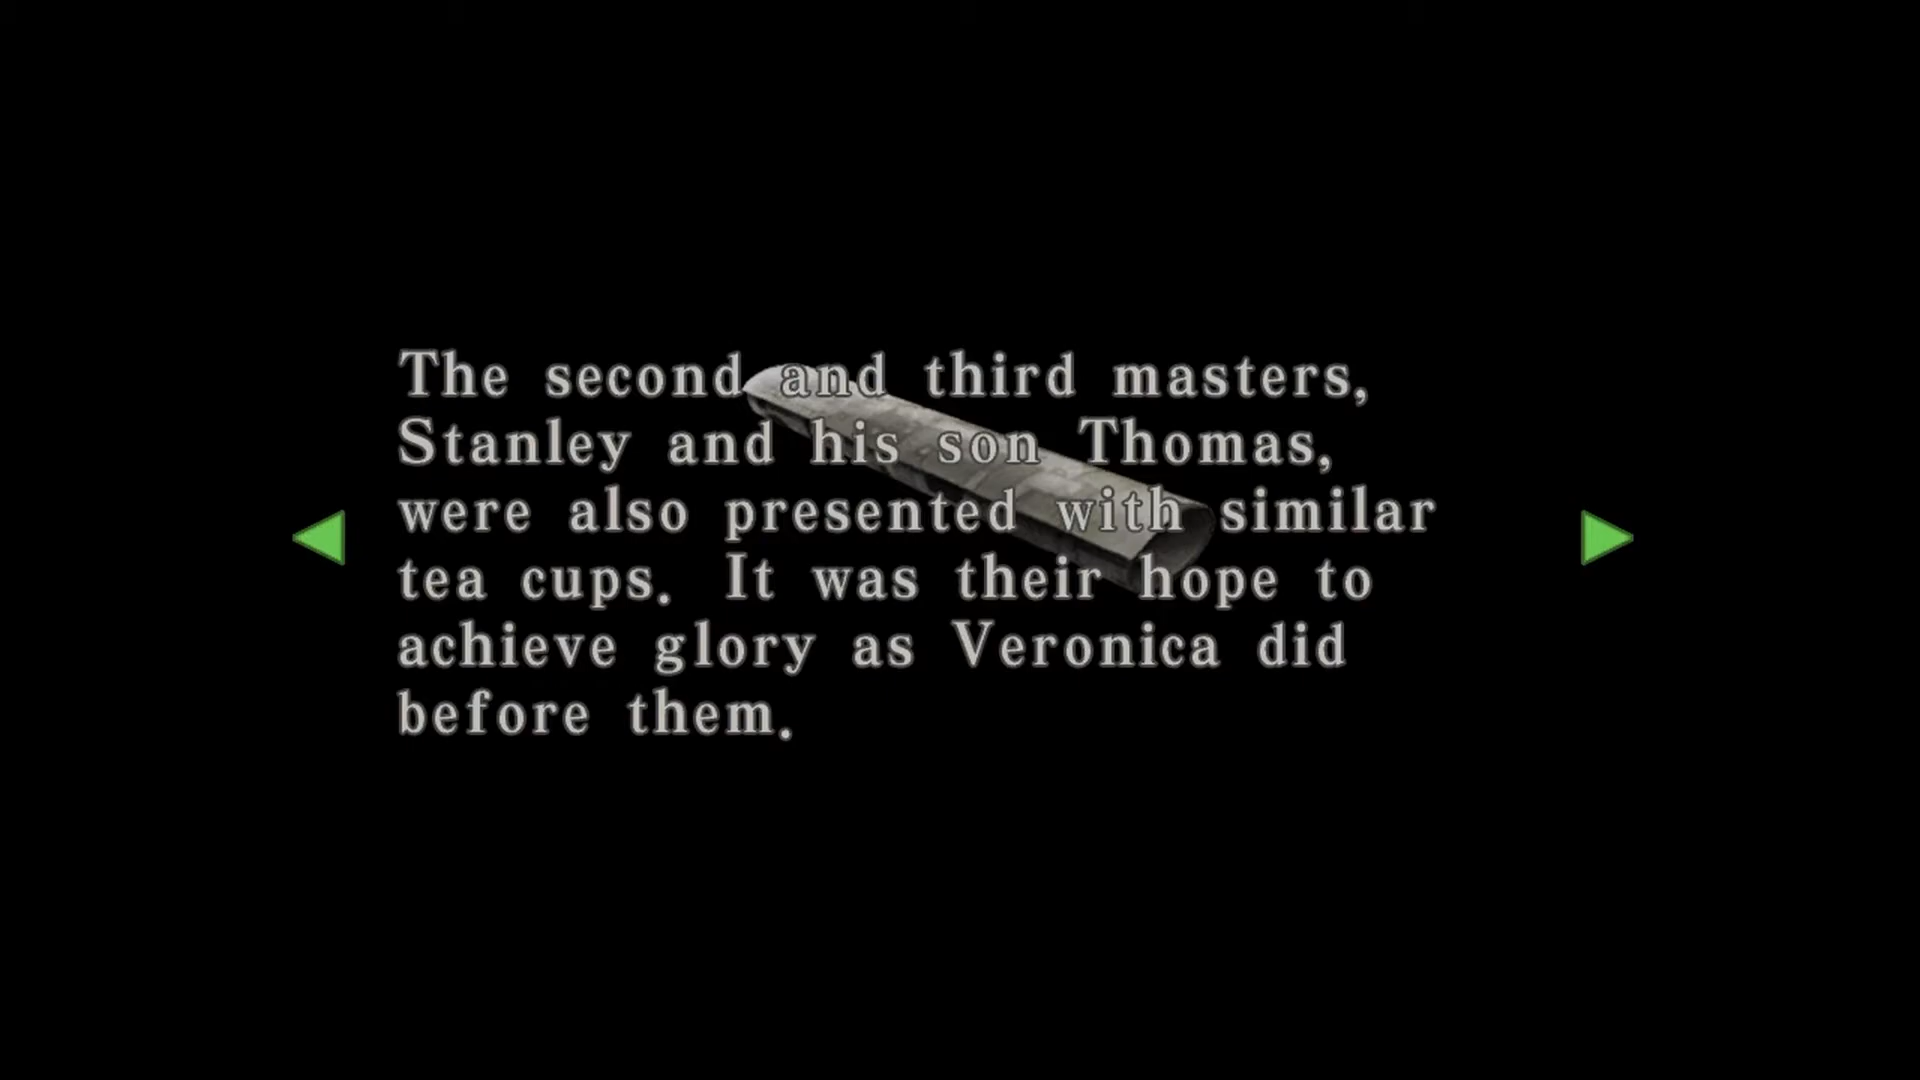 The second and third masters,
Stanley and his son Thomas,
were also presented with similar
tea cups. It was their hope to
achieve glory as Veronica did
before them.